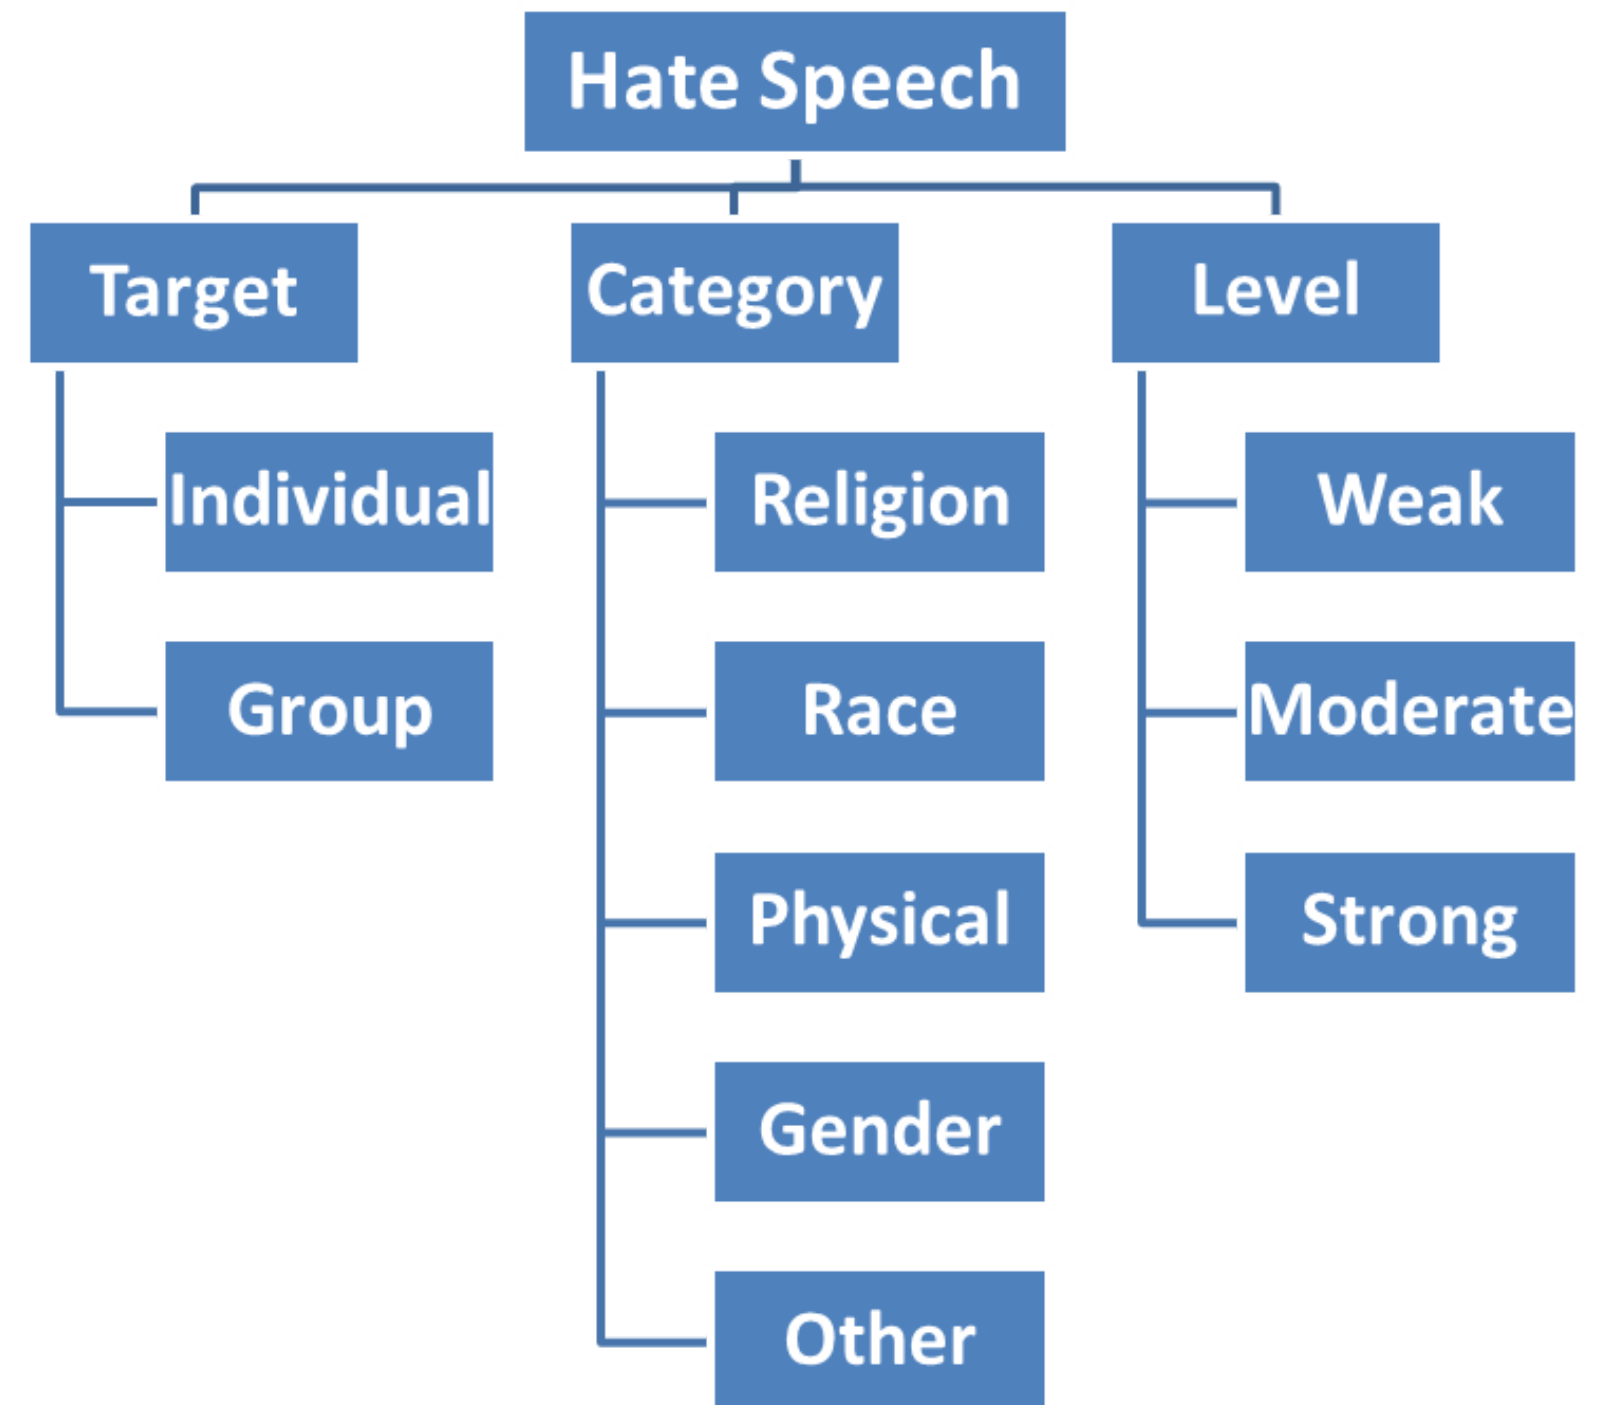 Hate Speech
Target
Category
Level
Individual
Religion
Weak
Group
Race
Moderate
Physical
Strong
Gender
Other